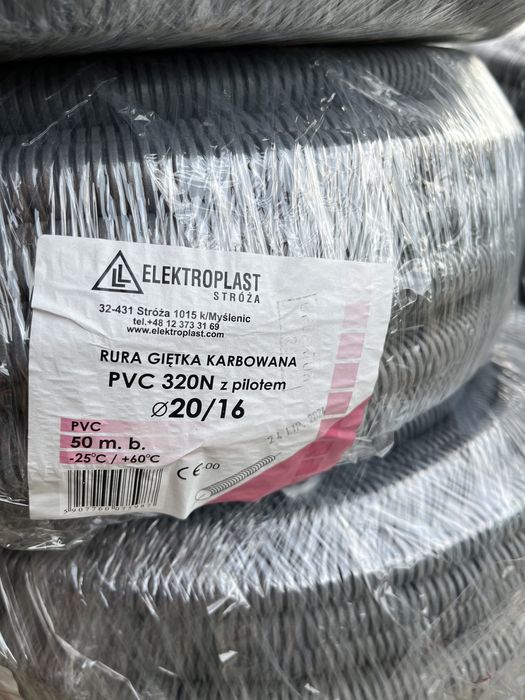 ELEKTROPLAST
STRÓŻA
32-431 Stróża 1015 k/Myślenic
tel.+48 12 373 31 69
www.elektroplast.com
RURA GIĘTKA KARBOWANA
PVC 320N z pilotem
⌀20/16
PVC
50 m. b.
-25°C / +60°C
CE